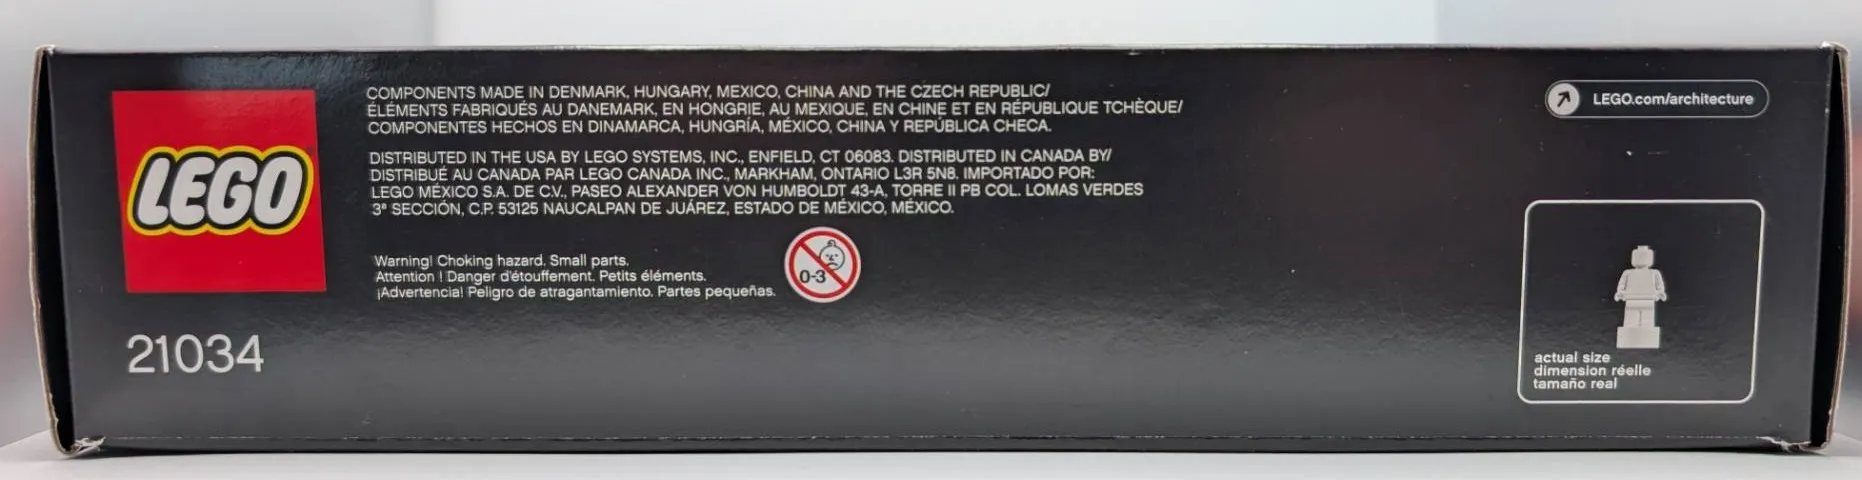 LEGO
21034
COMPONENTS MADE IN DENMARK, HUNGARY, MEXICO, CHINA AND THE CZECH REPUBLIC/
ÉLÉMENTS FABRIQUÉS AU DANEMARK, EN HONGRIE, AU MEXIQUE, EN CHINE ET EN RÉPUBLIQUE TCHÈQUE/
COMPONENTES HECHOS EN DINAMARCA, HUNGRÍA, MÉXICO, CHINA Y REPÚBLICA CHECA.
DISTRIBUTED IN THE USA BY LEGO SYSTEMS, INC., ENFIELD, CT 06083. DISTRIBUTED IN CANADA BY/
DISTRIBUÉ AU CANADA PAR LEGO CANADA INC., MARKHAM, ONTARIO L3R 5N8. IMPORTADO POR:
LEGO MÉXICO S.A. DE C.V., PASEO ALEXANDER VON HUMBOLDT 43-A, TORRE II PB COL. LOMAS VERDES
3ª SECCIÓN, C.P. 53125 NAUCALPAN DE JUÁREZ, ESTADO DE MÉXICO, MÉXICO.
Warning! Choking hazard. Small parts.
Attention ! Danger d'étouffement. Petits éléments.
¡Advertencia! Peligro de atragantamiento. Partes pequeñas.
0-3
LEGO.com/architecture
actual size
dimension réelle
tamaño real